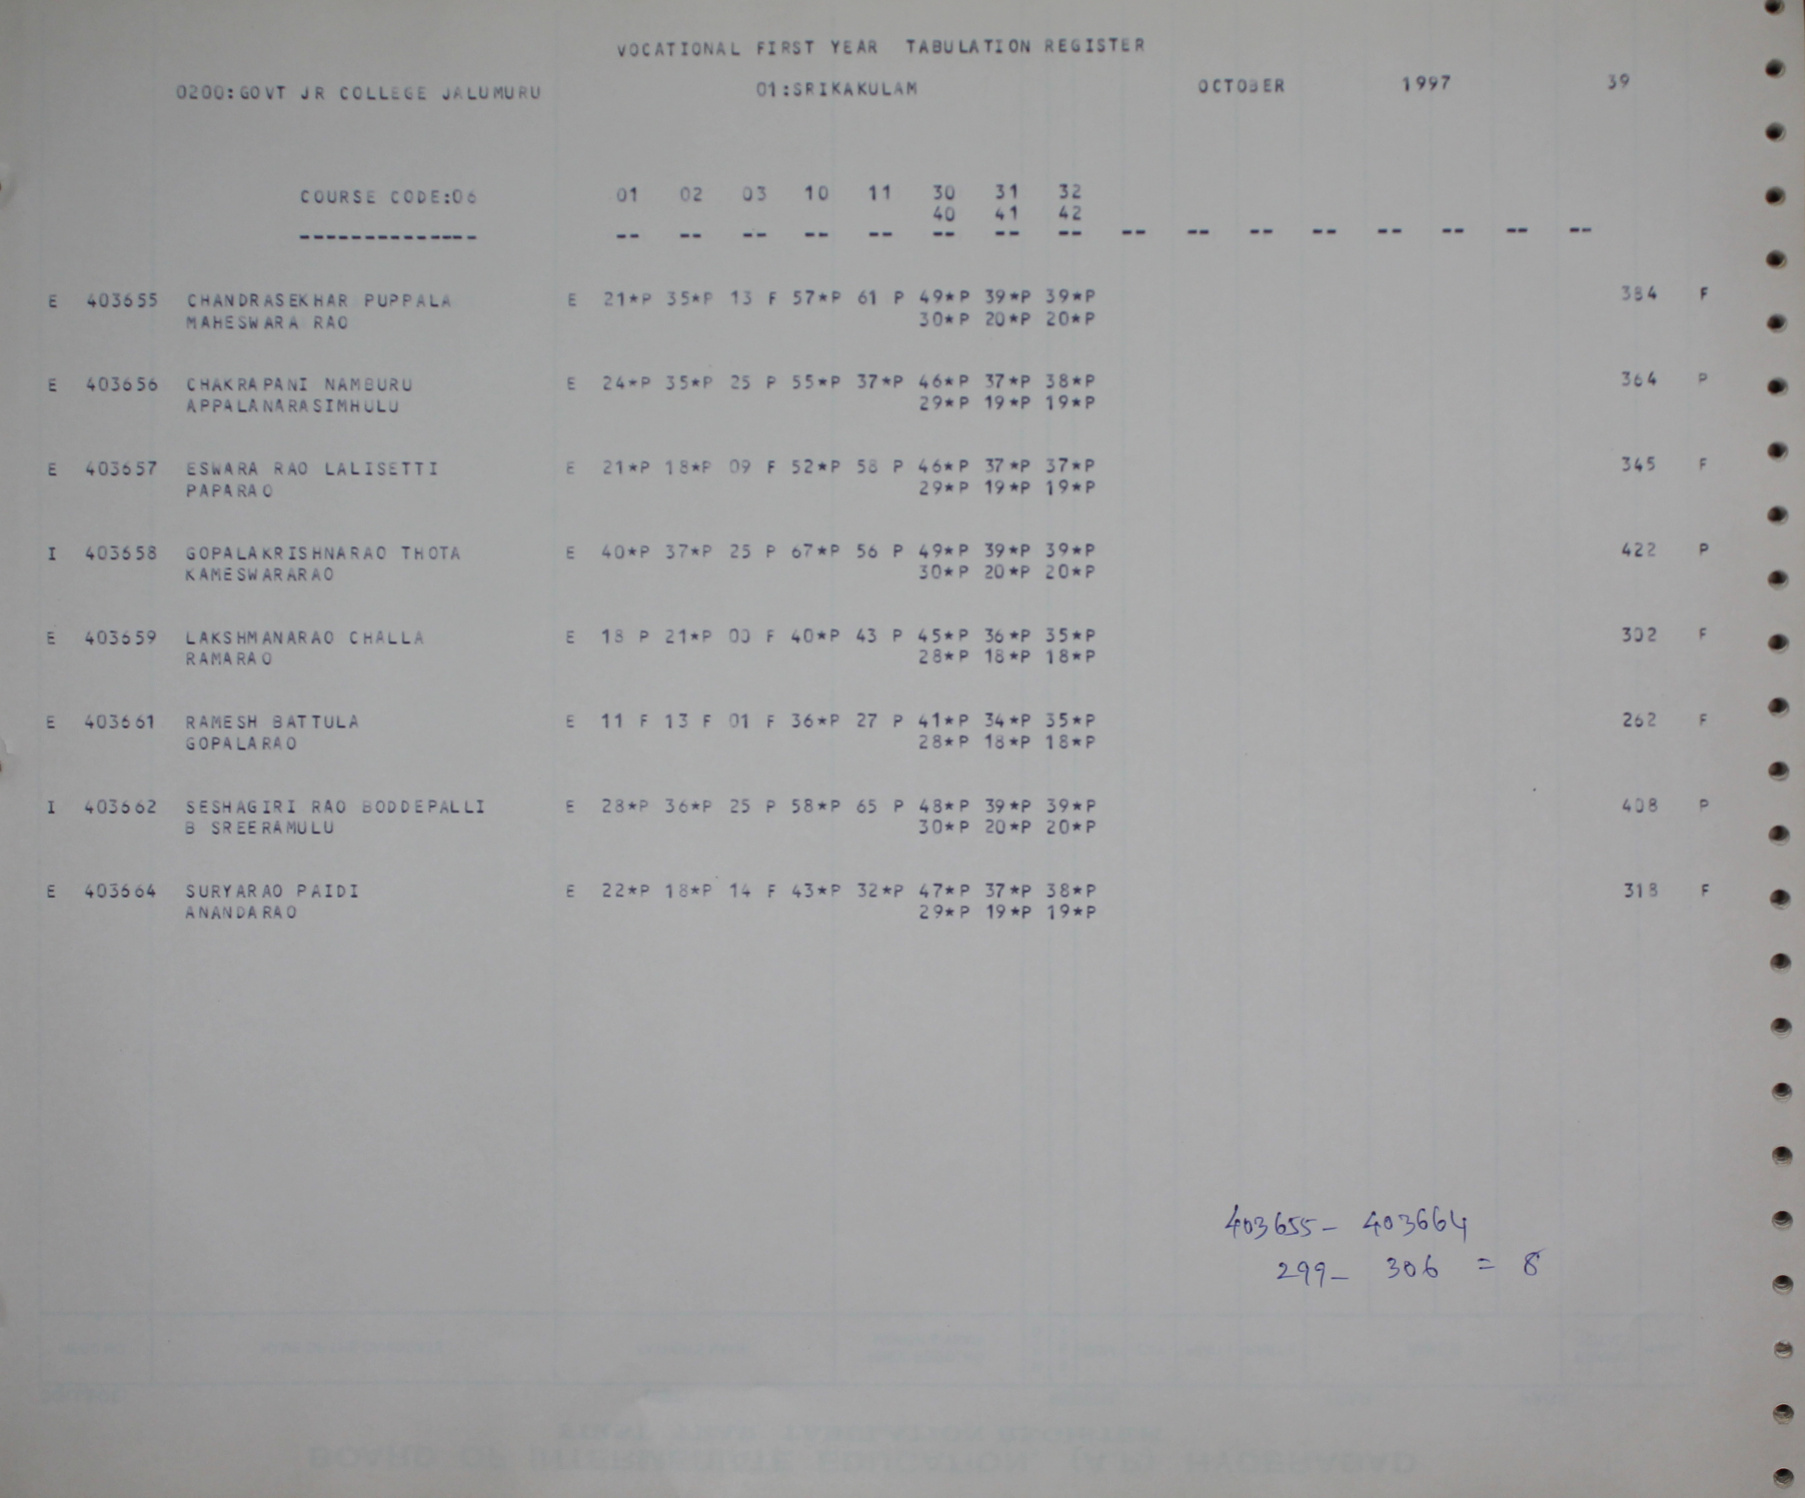 VOCATIONAL FIRST YEAR TABULATION REGISTER
0200:GOVT JR COLLEGE JALUMURU 01:SRIKAKULAM OCTOBER 1997 39
COURSE CODE:06 01 02 03 10 11 30 31 32
40 41 42
-------------- -- -- -- -- -- -- -- -- -- -- -- -- -- -- -- --
E 403655 CHANDRASEKHAR PUPPALA E 21*P 35*P 13 F 57*P 61 P 49*P 39*P 39*P 384 F
MAHESWARA RAO 30*P 20*P 20*P
E 403656 CHAKRAPANI NAMBURU E 24*P 35*P 25 P 55*P 37*P 46*P 37*P 38*P 364 P
APPALANARASIMHULU 29*P 19*P 19*P
E 403657 ESWARA RAO LALISETTI E 21*P 18*P 09 F 52*P 58 P 46*P 37*P 37*P 345 F
PAPARAO 29*P 19*P 19*P
I 403658 GOPALAKRISHNARAO THOTA E 40*P 37*P 25 P 67*P 56 P 49*P 39*P 39*P 422 P
KAMESWARARAO 30*P 20*P 20*P
E 403659 LAKSHMANARAO CHALLA E 18 P 21*P 00 F 40*P 43 P 45*P 36*P 35*P 302 F
RAMARAO 28*P 18*P 18*P
E 403661 RAMESH BATTULA E 11 F 13 F 01 F 36*P 27 P 41*P 34*P 35*P 262 F
GOPALARAO 28*P 18*P 18*P
I 403662 SESHAGIRI RAO BODDEPALLI E 28*P 36*P 25 P 58*P 65 P 48*P 39*P 39*P 408 P
B SREERAMULU 30*P 20*P 20*P
E 403664 SURYARAO PAIDI E 22*P 18*P 14 F 43*P 32*P 47*P 37*P 38*P 318 F
ANANDARAO 29*P 19*P 19*P
403655- 403664
299- 306 = 8